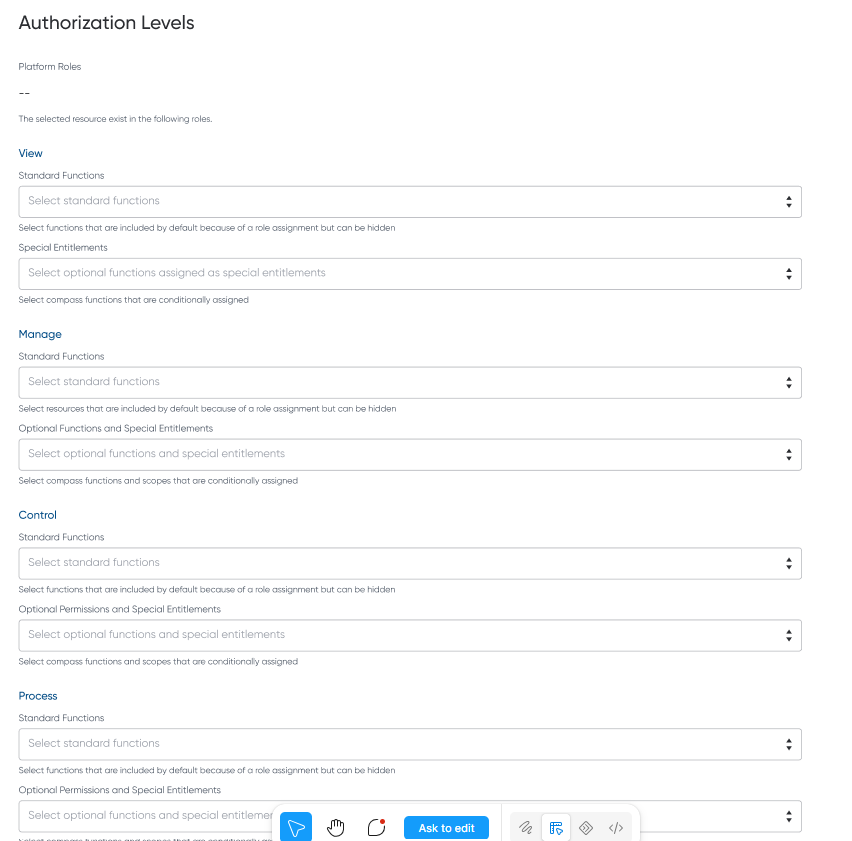 Authorization Levels
Platform Roles
--
The selected resource exist in the following roles.
View
Standard Functions
Select standard functions
Select functions that are included by default because of a role assignment but can be hidden
Special Entitlements
Select optional functions assigned as special entitlements
Select compass functions that are conditionally assigned
Manage
Standard Functions
Select standard functions
Select resources that are included by default because of a role assignment but can be hidden
Optional Functions and Special Entitlements
Select optional functions and special entitlements
Select compass functions and scopes that are conditionally assigned
Control
Standard Functions
Select standard functions
Select functions that are included by default because of a role assignment but can be hidden
Optional Permissions and Special Entitlements
Select optional functions and special entitlements
Select compass functions and scopes that are conditionally assigned
Process
Standard Functions
Select standard functions
Select functions that are included by default because of a role assignment but can be hidden
Optional Permissions and Special Entitlements
Select optional functions and special
Ask to edit